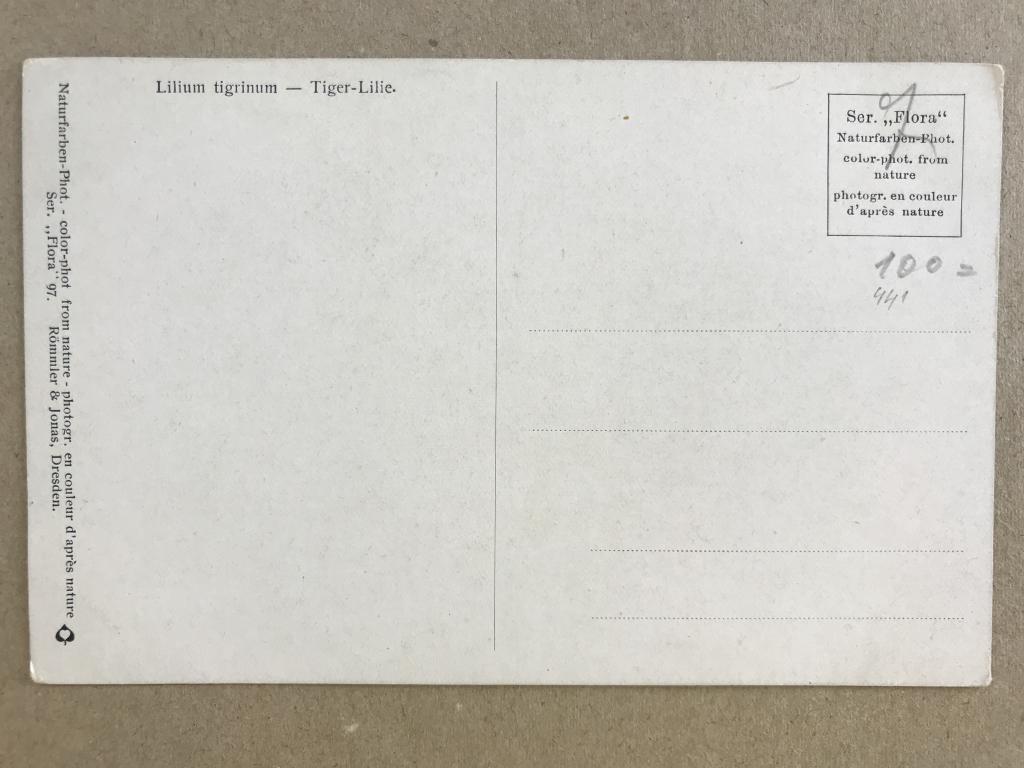 Lilium tigrinum — Tiger-Lilie.
Ser. „Flora“
Naturfarben-Phot.
color-phot. from
nature
photogr. en couleur
d'après nature
100=
441
Naturfarben-Phot. - color-phot from nature - photogr. en couleur d'après nature
Ser. „Flora“ 97. Römmler & Jonas, Dresden.